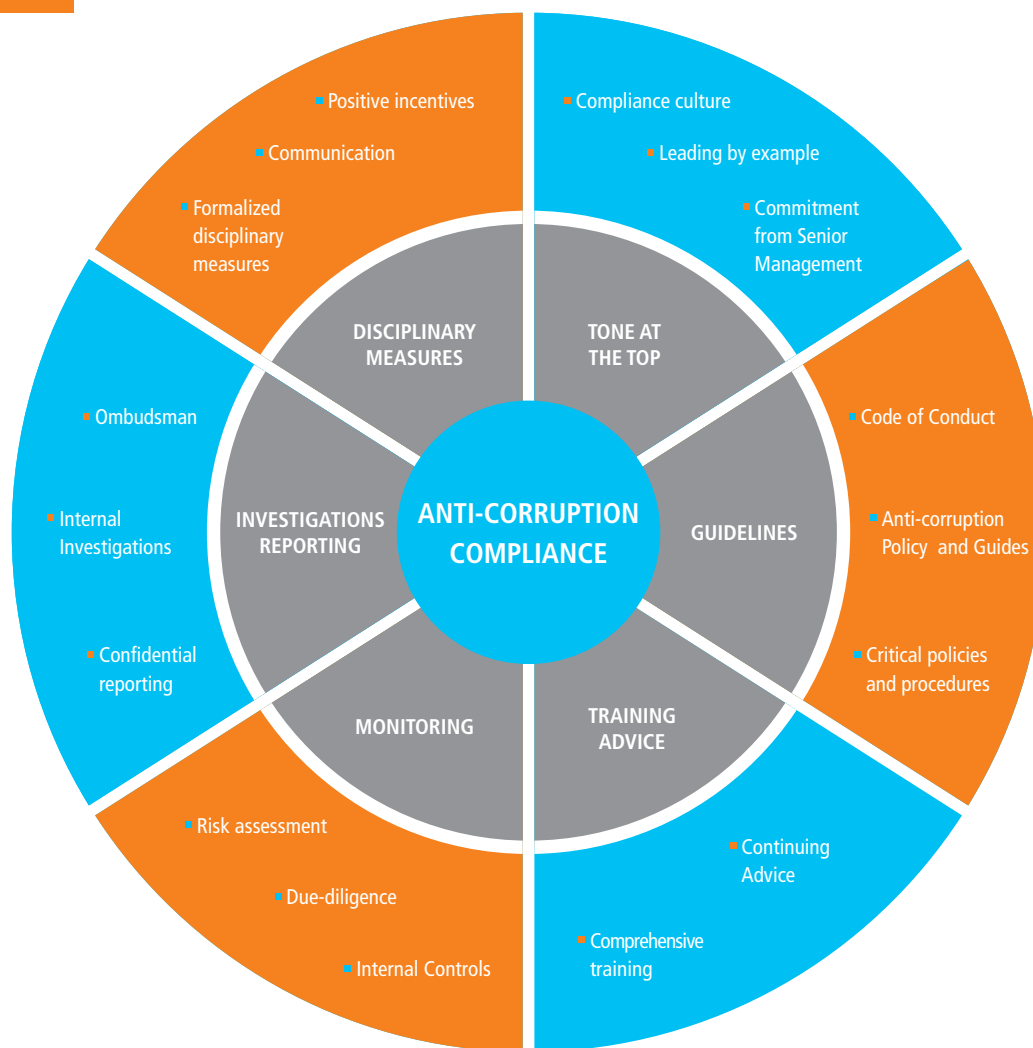 Positive incentives
Communication
Formalized
disciplinary
measures
Compliance culture
Leading by example
Commitment
from Senior
Management
DISCIPLINARY
MEASURES
TONE AT
THE TOP
Ombudsman
Internal
Investigations
Confidential
reporting
INVESTIGATIONS
REPORTING
ANTI-CORRUPTION
COMPLIANCE
GUIDELINES
Code of Conduct
Anti-corruption
Policy and Guides
Critical policies
and procedures
MONITORING
TRAINING
ADVICE
Risk assessment
Due-diligence
Internal Controls
Continuing
Advice
Comprehensive
training